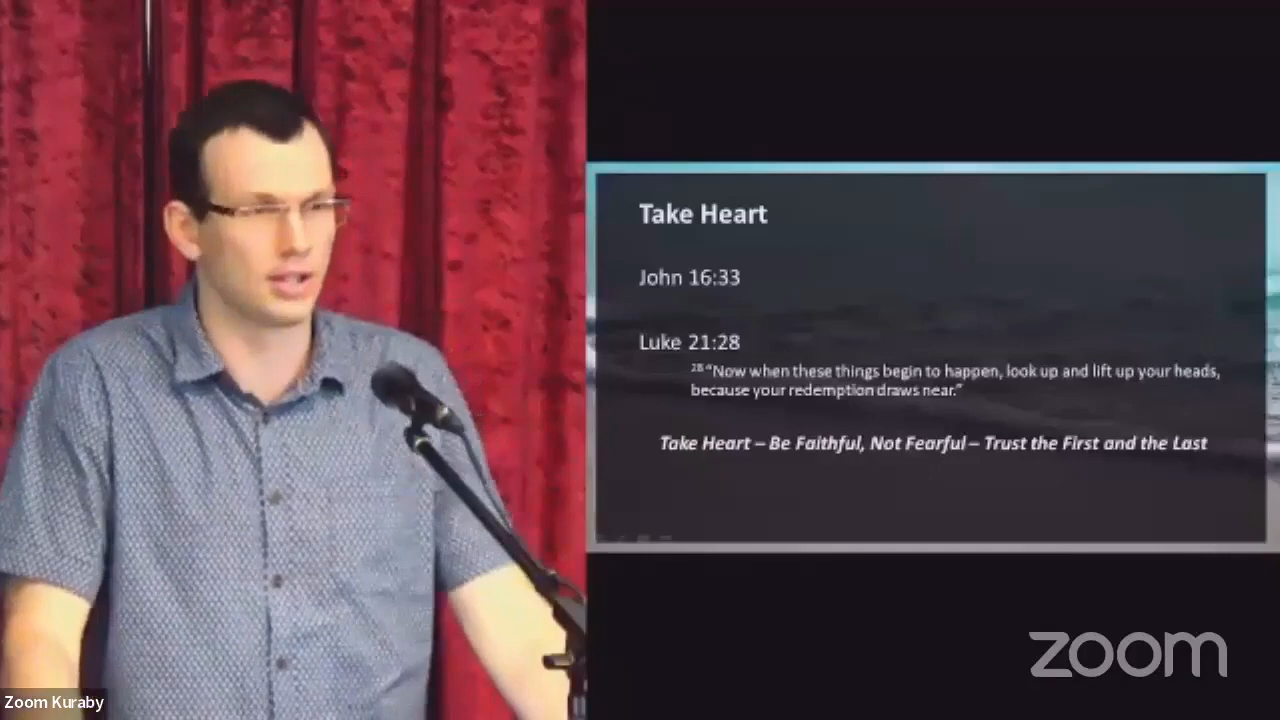 Take Heart
John 16:33
Luke 21:28
28 “Now when these things begin to happen, look up and lift up your heads,
because your redemption draws near.”
Take Heart – Be Faithful, Not Fearful – Trust the First and the Last
zoom
Zoom Kuraby